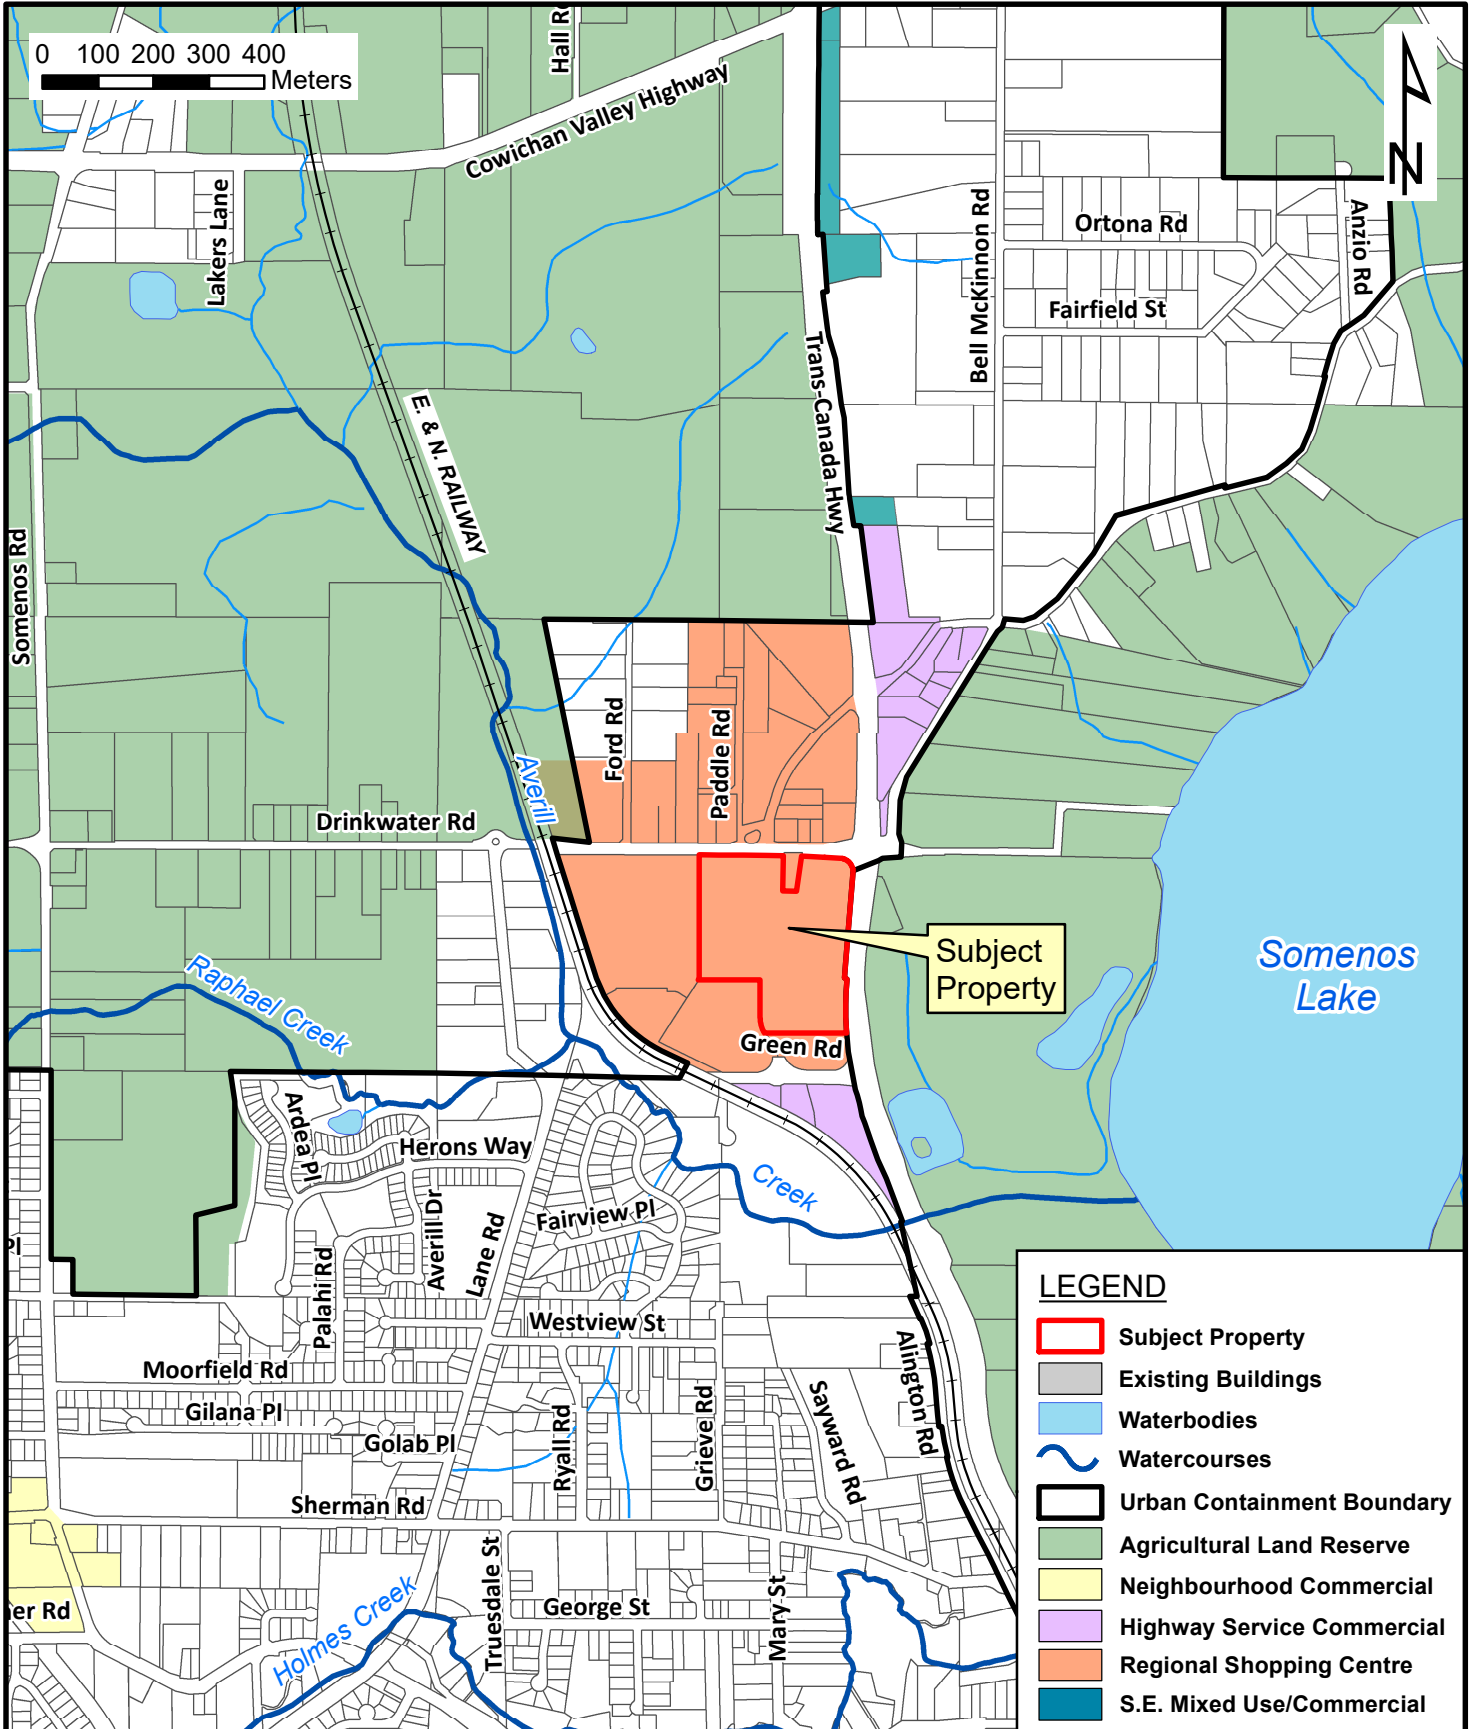 0 100 200 300 400
Meters
Hall R
Cowichan Valley Highway
N
Lakers Lane
Bell McKinnon Rd
Ortona Rd
Anzio Rd
Fairfield St
Trans-Canada Hwy
E. & N. RAILWAY
Somenos Rd
Ford Rd
Paddle Rd
Averill
Drinkwater Rd
Subject
Property
Somenos
Lake
Raphael Creek
Green Rd
Ardea Pl
Herons Way
Creek
Averill Dr
Lane Rd
Fairview Pl
Pl
Palahi Rd
Westview St
Alington Rd
Moorfield Rd
Gilana Pl
Golab Pl
Ryall Rd
Grieve Rd
Sayward Rd
Sherman Rd
Truesdale St
George St
Mary St
er Rd
Holmes Creek
LEGEND
Subject Property
Existing Buildings
Waterbodies
Watercourses
Urban Containment Boundary
Agricultural Land Reserve
Neighbourhood Commercial
Highway Service Commercial
Regional Shopping Centre
S.E. Mixed Use/Commercial